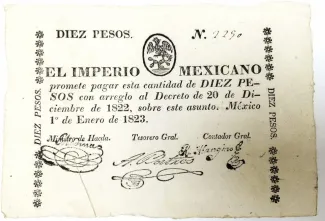 DIEZ PESOS. N. 2290
EL IMPERIO MEXICANO
promete pagar esta cantidad de DIEZ PE-
SOS con arreglo al Decreto de 20 de Di-
ciembre de 1822, sobre este asunto. México
1º de Enero de 1823.
Ministro de Hacda. Tesorero Gral. Contador Gral.
DIEZ PESOS.
DIEZ PESOS.